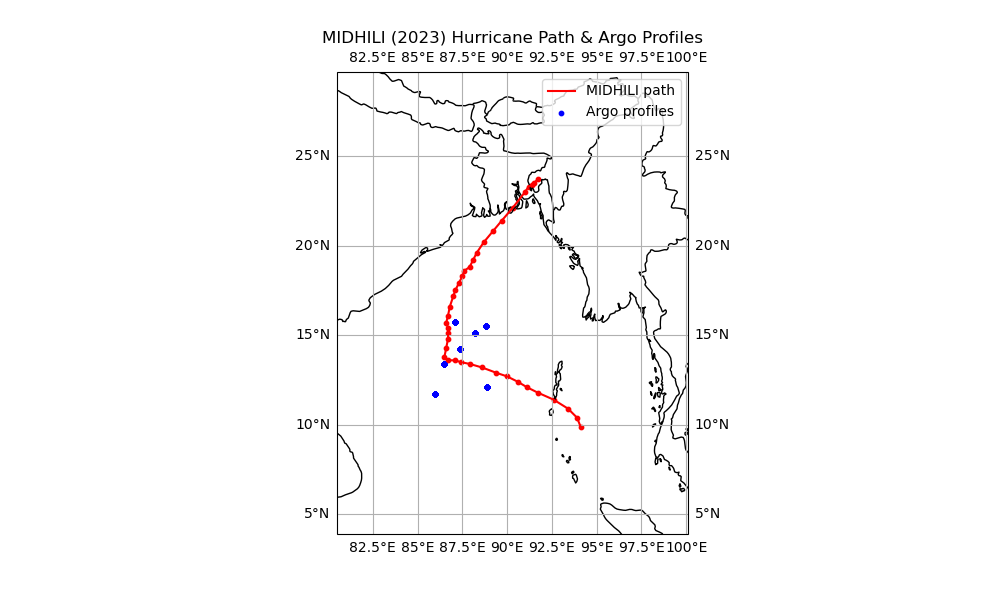 MIDHILI (2023) Hurricane Path & Argo Profiles
82.5°E 85°E 87.5°E 90°E 92.5°E 95°E 97.5°E 100°E
MIDHILI path
Argo profiles
25°N 25°N
20°N 20°N
15°N 15°N
10°N 10°N
5°N 5°N
82.5°E 85°E 87.5°E 90°E 92.5°E 95°E 97.5°E 100°E